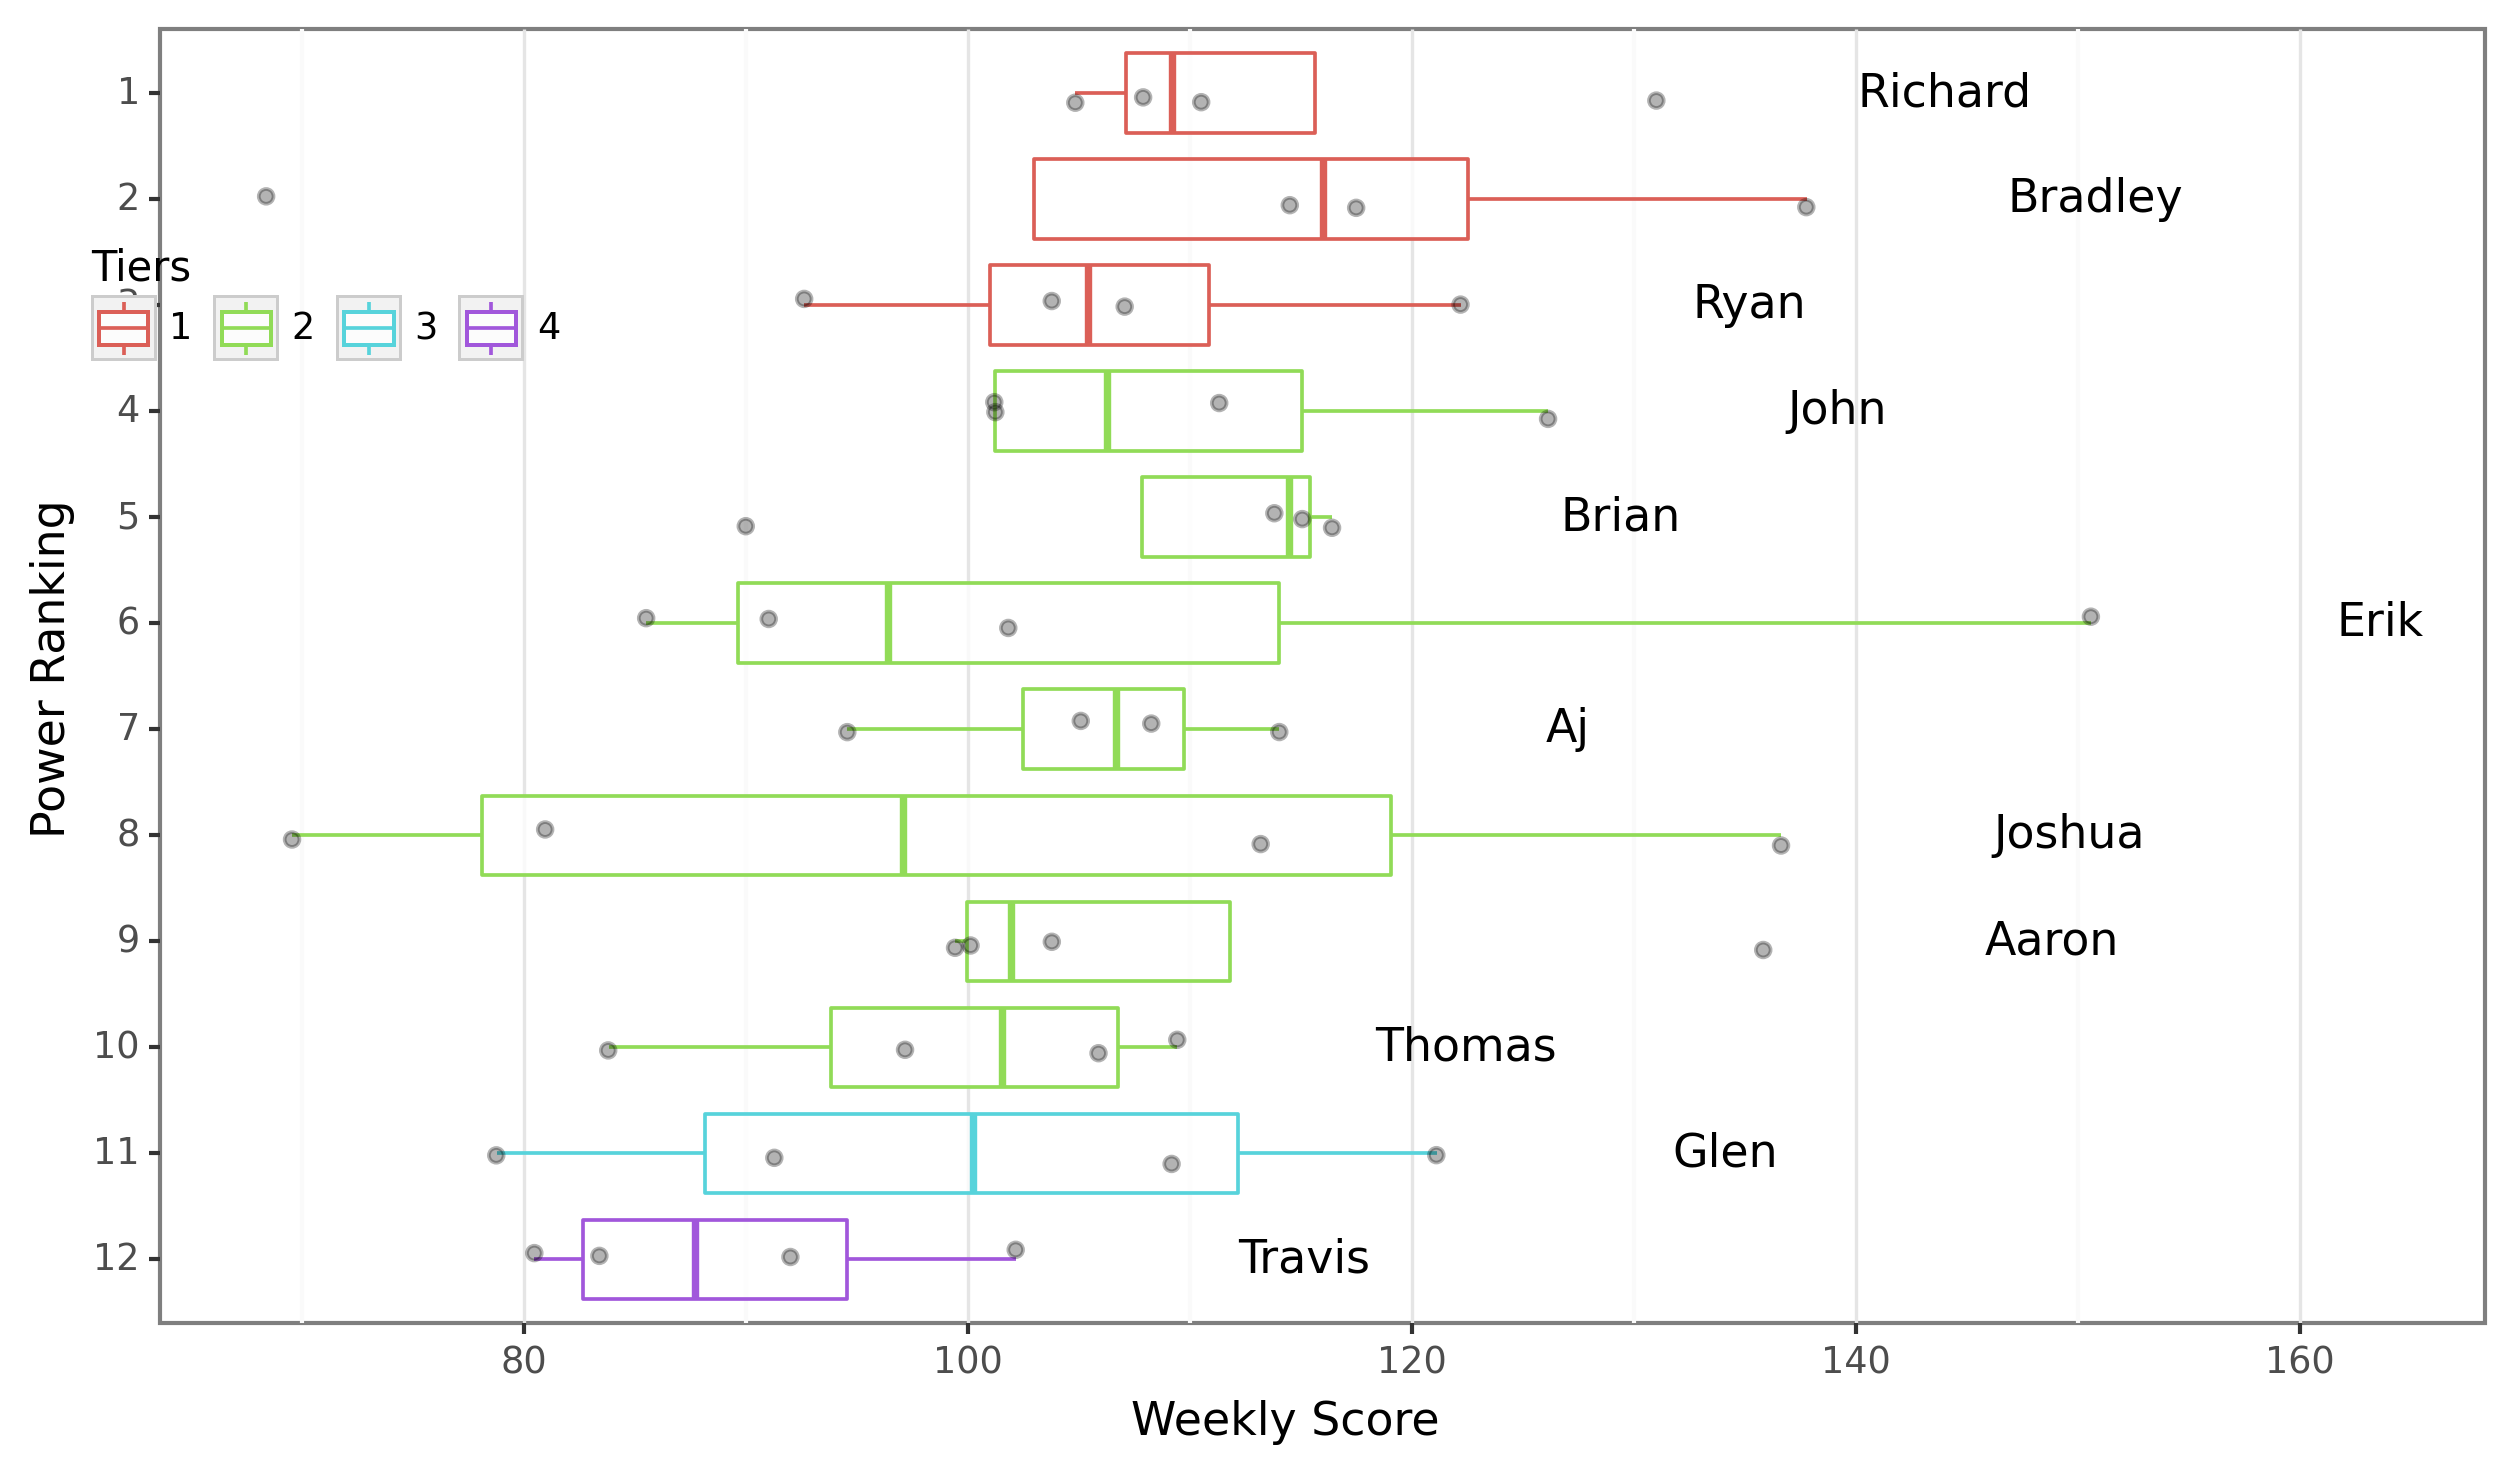 1 Richard
2 Bradley
Tiers
Ryan
1 2 3 4
4 John
5 Brian
6 Erik
7 Aj
8 Joshua
9 Aaron
10 Thomas
11 Glen
12 Travis
Power Ranking
80 100 120 140 160
Weekly Score